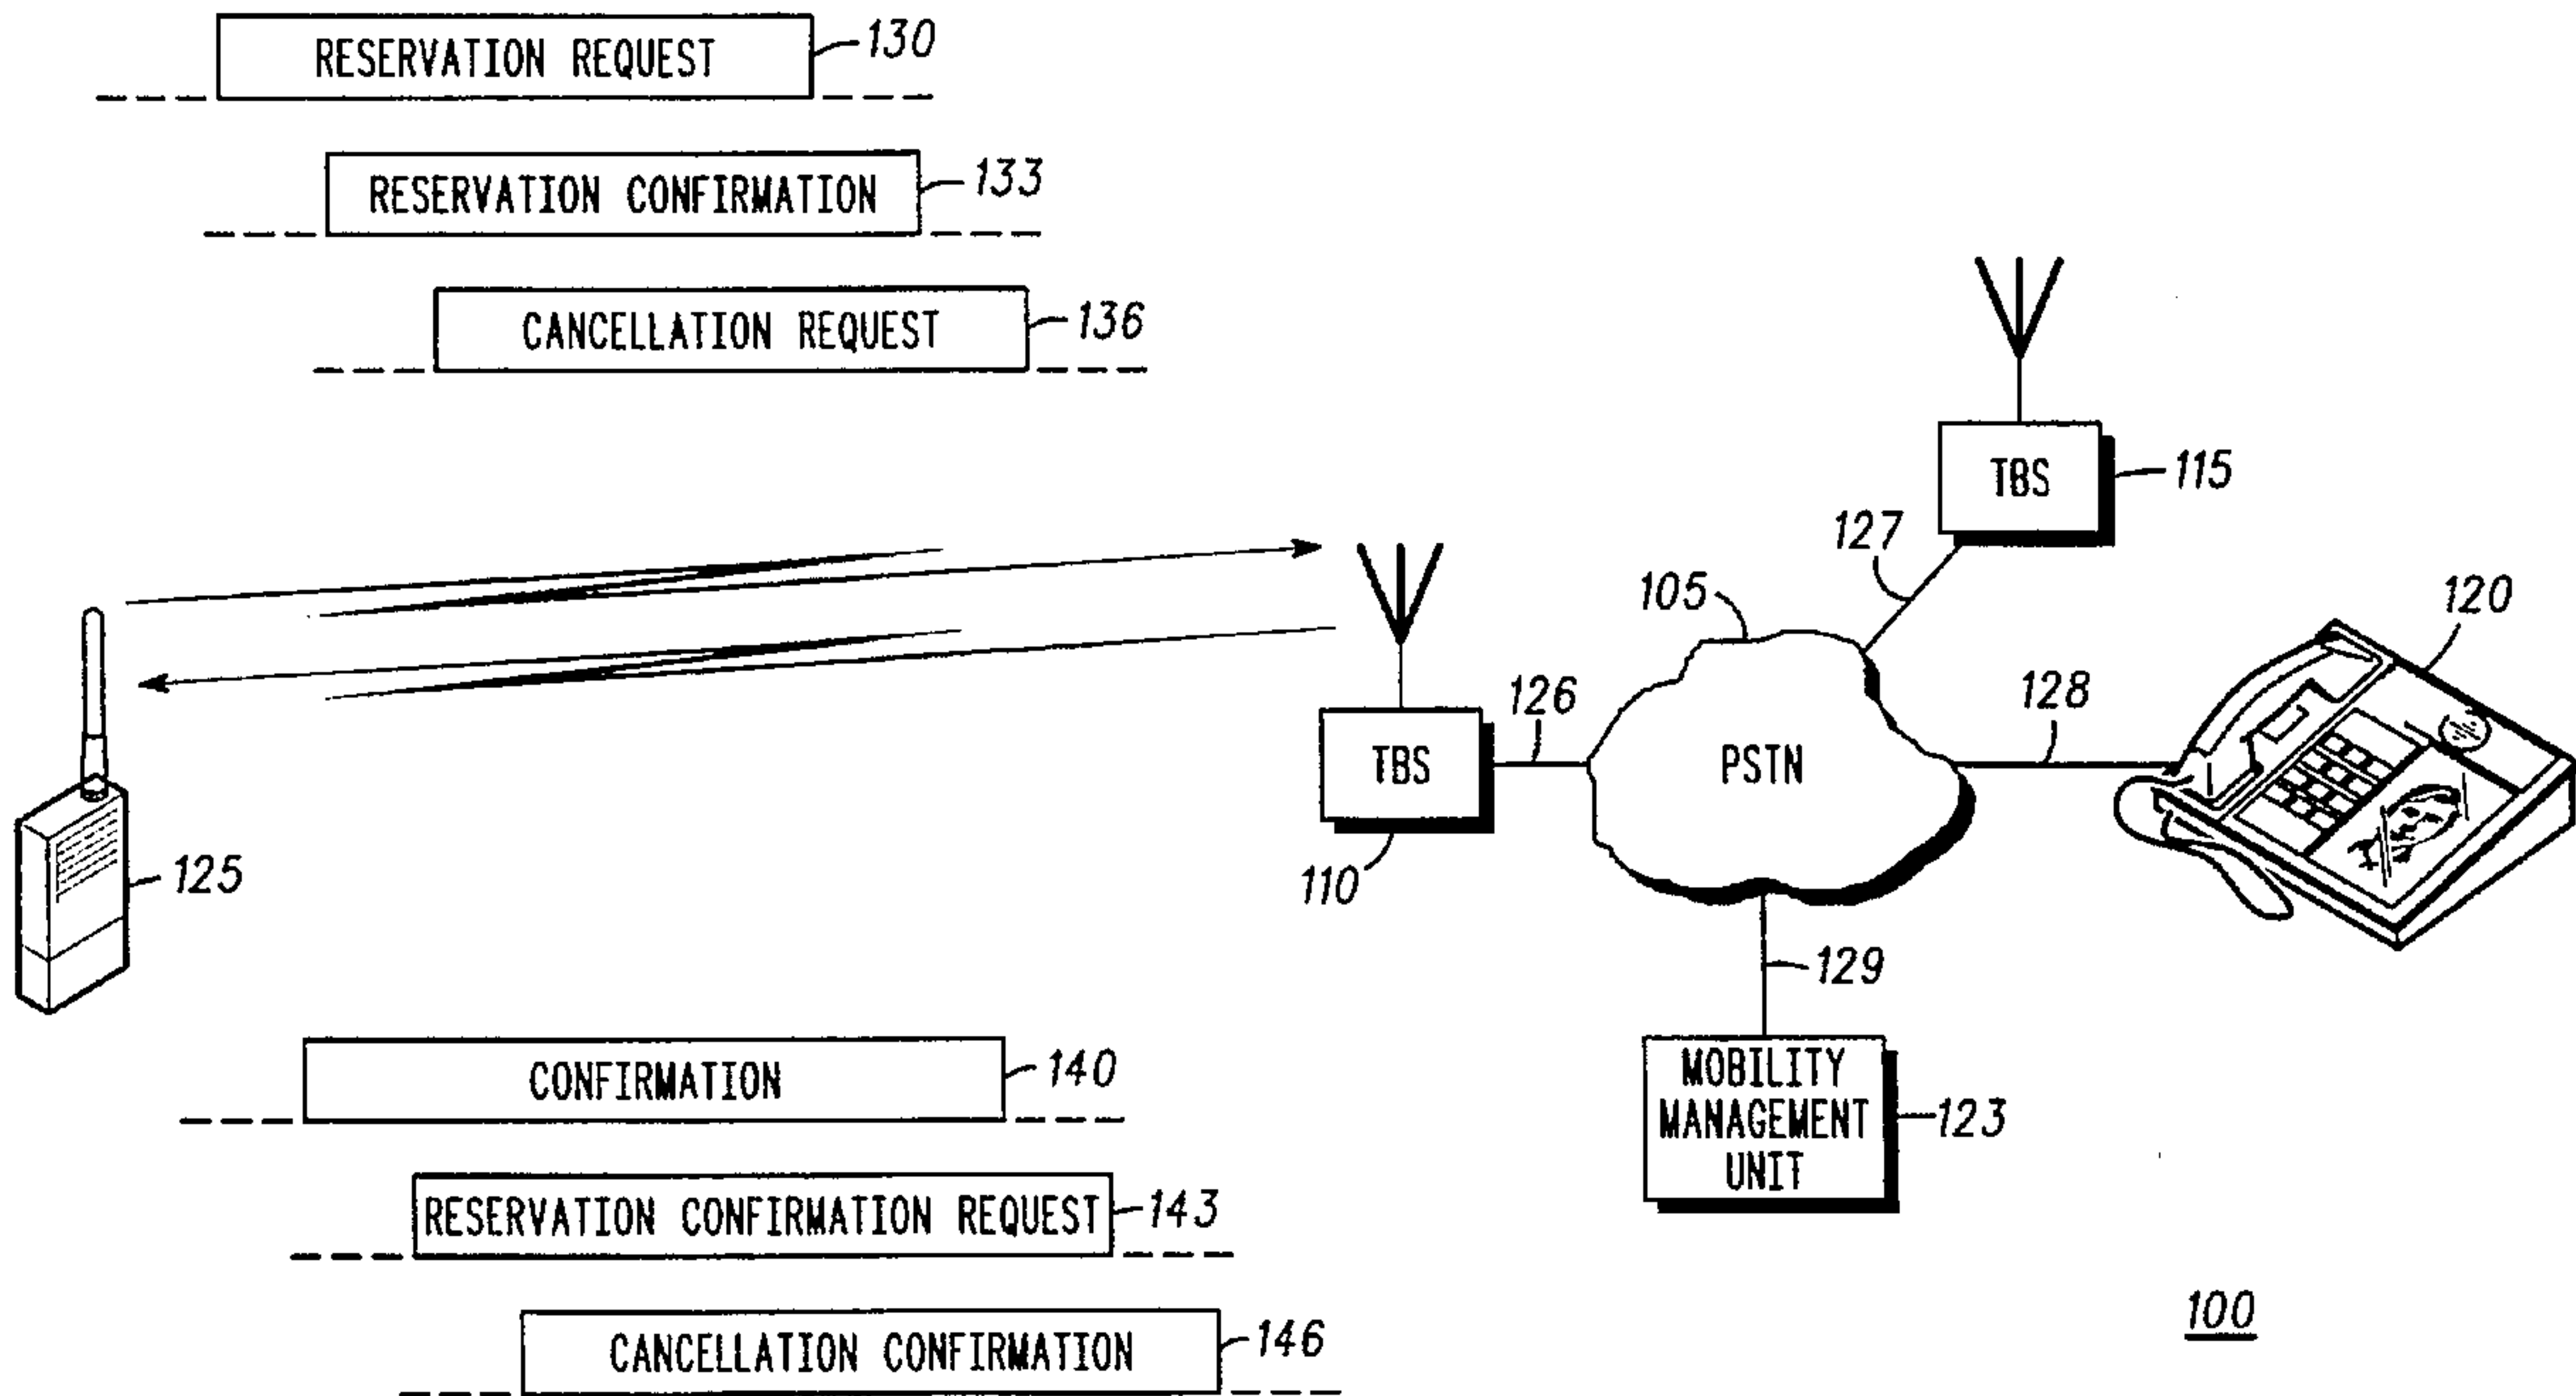 RESERVATION REQUEST 130
RESERVATION CONFIRMATION 133
CANCELLATION REQUEST 136
TBS 115
127
105
120
126
128
TBS
PSTN
110
125
129
CONFIRMATION 140
MOBILITY
MANAGEMENT 123
UNIT
RESERVATION CONFIRMATION REQUEST 143
100
CANCELLATION CONFIRMATION 146